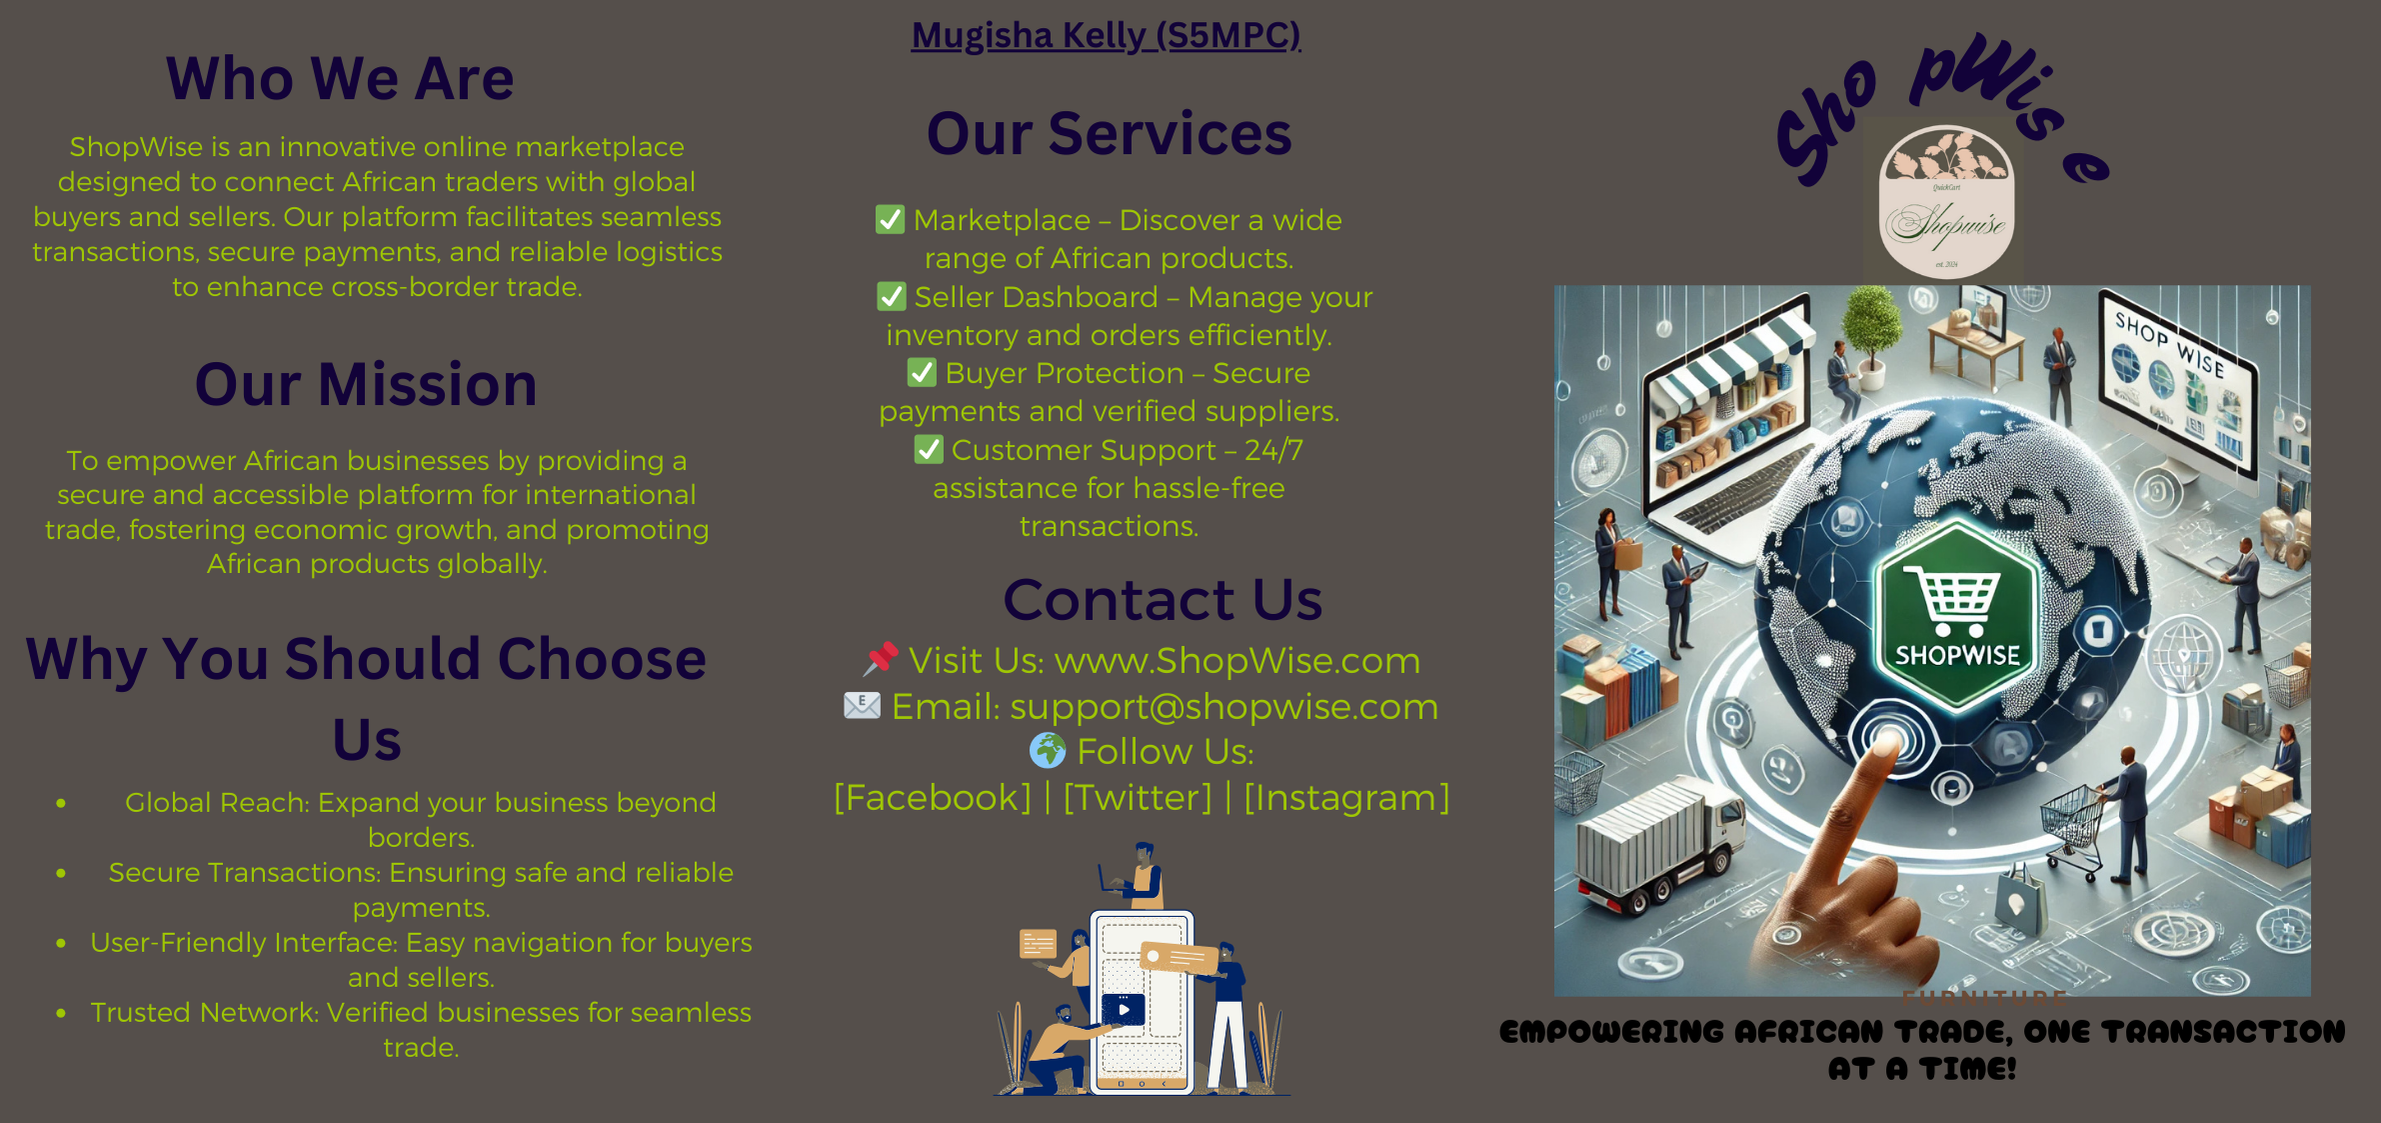 Who We Are
ShopWise is an innovative online marketplace
designed to connect African traders with global
buyers and sellers. Our platform facilitates seamless
transactions, secure payments, and reliable logistics
to enhance cross-border trade.
Our Mission
To empower African businesses by providing a
secure and accessible platform for international
trade, fostering economic growth, and promoting
African products globally.
Why You Should Choose
Us
• Global Reach: Expand your business beyond
borders.
• Secure Transactions: Ensuring safe and reliable
payments.
• User-Friendly Interface: Easy navigation for buyers
and sellers.
• Trusted Network: Verified businesses for seamless
trade.
Mugisha Kelly (S5MPC)
Our Services
✅ Marketplace – Discover a wide
range of African products.
✅ Seller Dashboard – Manage your
inventory and orders efficiently.
✅ Buyer Protection – Secure
payments and verified suppliers.
✅ Customer Support – 24/7
assistance for hassle-free
transactions.
Contact Us
📌 Visit Us: www.ShopWise.com
📧 Email: support@shopwise.com
🌍 Follow Us:
[Facebook] | [Twitter] | [Instagram]
Sho pWis e
QuickCart
Shopwise
est. 2024
SHOP WISE
SHOPWISE
FURNITURE
EMPOWERING AFRICAN TRADE, ONE TRANSACTION
AT A TIME!